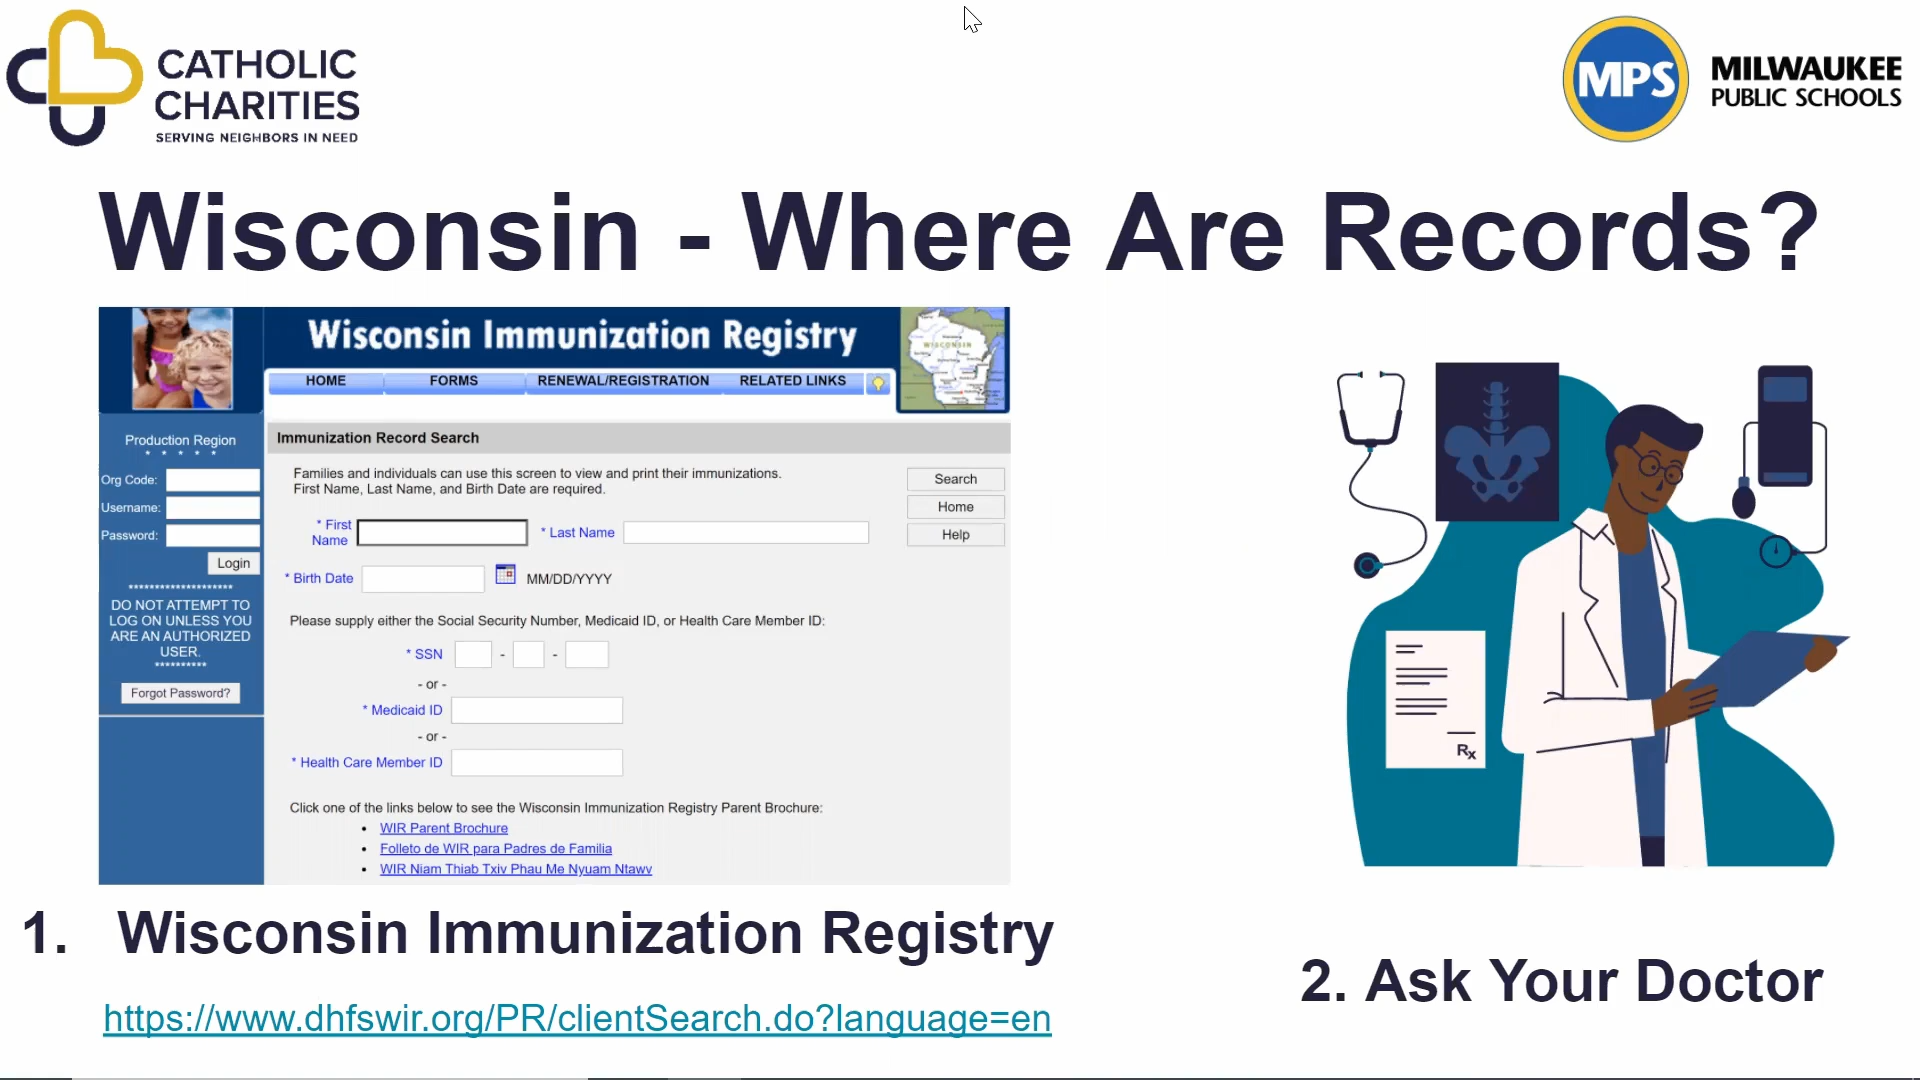 CATHOLIC
CHARITIES
SERVING NEIGHBORS IN NEED
MPS
MILWAUKEE
PUBLIC SCHOOLS
Wisconsin - Where Are Records?
Wisconsin Immunization Registry
HOME FORMS RENEWAL/REGISTRATION RELATED LINKS
WISCONSIN
Production Region
* * * * *
Org Code:
Username:
Password:
Login
********************
DO NOT ATTEMPT TO
LOG ON UNLESS YOU
ARE AN AUTHORIZED
USER.
**********
Forgot Password?
Immunization Record Search
Families and individuals can use this screen to view and print their immunizations.
First Name, Last Name, and Birth Date are required.
Search
Home
Help
* First
Name
* Last Name
* Birth Date
MM/DD/YYYY
Please supply either the Social Security Number, Medicaid ID, or Health Care Member ID:
* SSN - -
- or -
* Medicaid ID
- or -
* Health Care Member ID
Click one of the links below to see the Wisconsin Immunization Registry Parent Brochure:
• WIR Parent Brochure
• Folleto de WIR para Padres de Familia
• WIR Niam Thiab Txiv Phau Me Nyuam Ntawv
Rx
1. Wisconsin Immunization Registry
https://www.dhfswir.org/PR/clientSearch.do?language=en
2. Ask Your Doctor